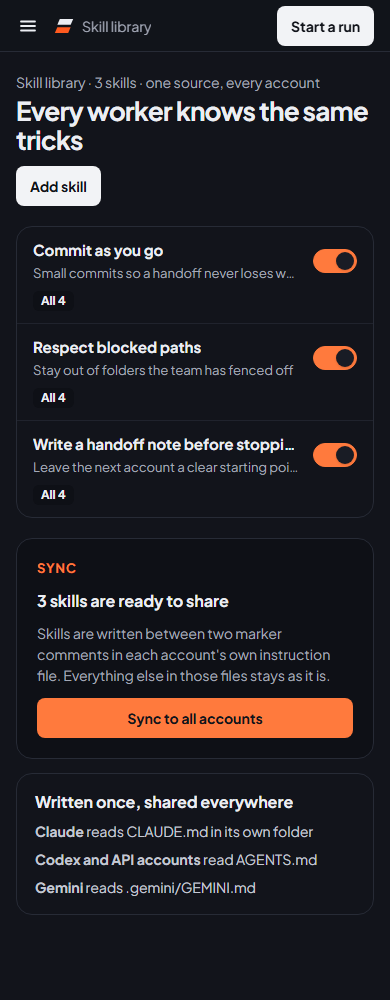 Skill library
Start a run
Skill library · 3 skills · one source, every account
Every worker knows the same
tricks
Add skill
Commit as you go
Small commits so a handoff never loses w...
All 4
Respect blocked paths
Stay out of folders the team has fenced off
All 4
Write a handoff note before stoppi...
Leave the next account a clear starting poi...
All 4
SYNC
3 skills are ready to share
Skills are written between two marker
comments in each account's own instruction
file. Everything else in those files stays as it is.
Sync to all accounts
Written once, shared everywhere
Claude reads CLAUDE.md in its own folder
Codex and API accounts read AGENTS.md
Gemini reads .gemini/GEMINI.md